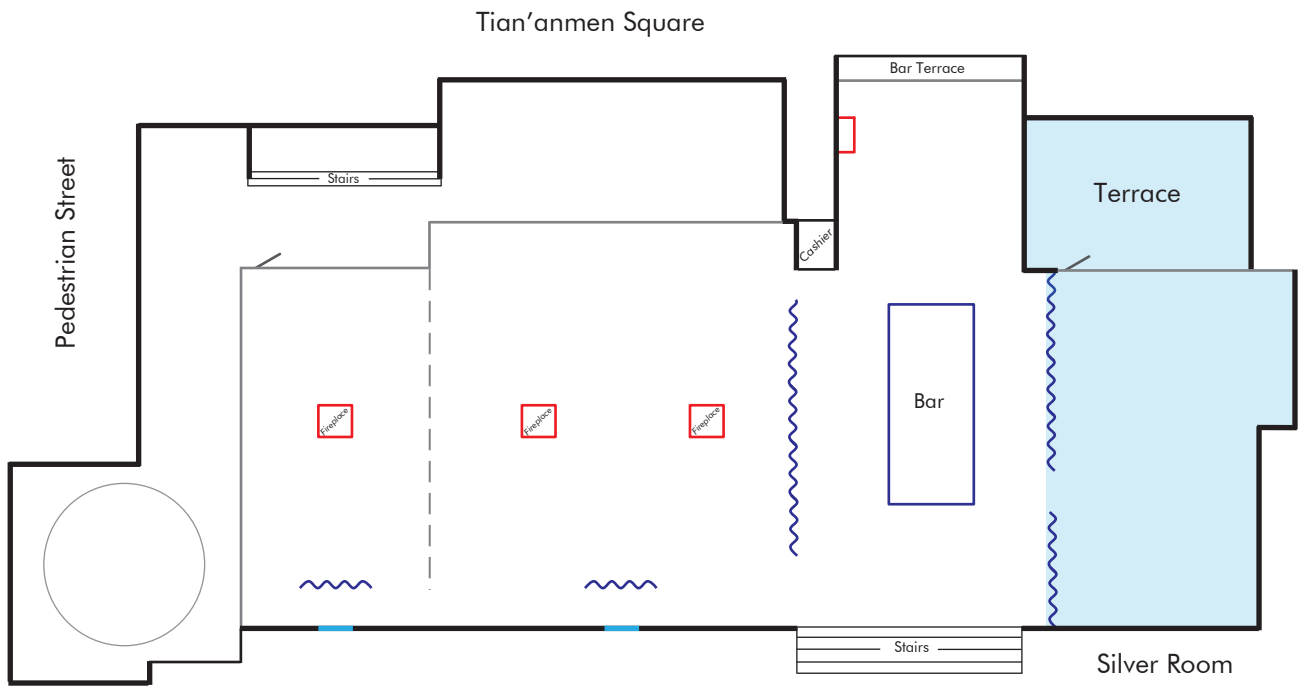 Tian’anmen Square
Bar Terrace
Pedestrian Street
Stairs
Terrace
Cashier
Bar
Fireplace
Fireplace
Fireplace
Stairs
Silver Room